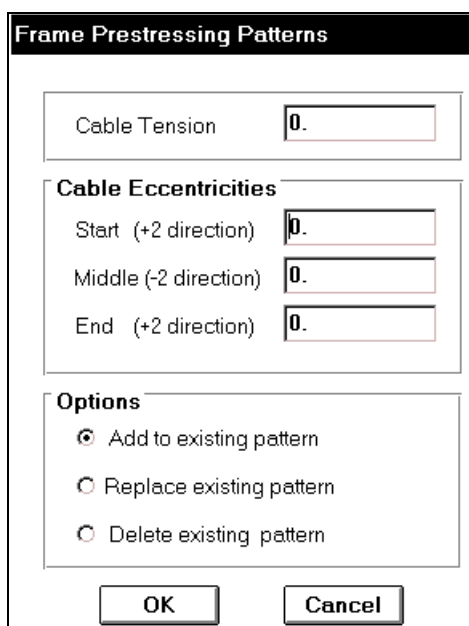 Frame Prestressing Patterns
Cable Tension 0.
Cable Eccentricities
Start (+2 direction) 0.
Middle (-2 direction) 0.
End (+2 direction) 0.
Options
Add to existing pattern
Replace existing pattern
Delete existing pattern
OK Cancel